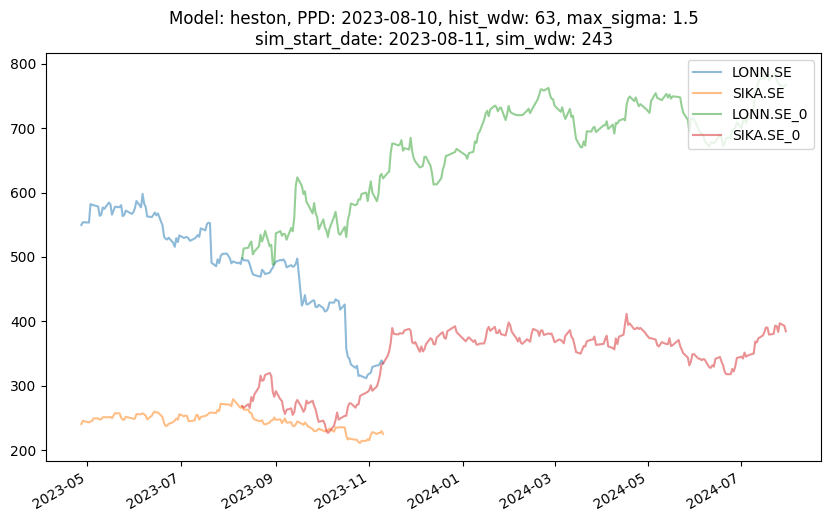 Model: heston, PPD: 2023-08-10, hist_wdw: 63, max_sigma: 1.5
sim_start_date: 2023-08-11, sim_wdw: 243
800
700
600
500
400
300
200
LONN.SE
SIKA.SE
LONN.SE_0
SIKA.SE_0
2023-05
2023-07
2023-09
2023-11
2024-01
2024-03
2024-05
2024-07